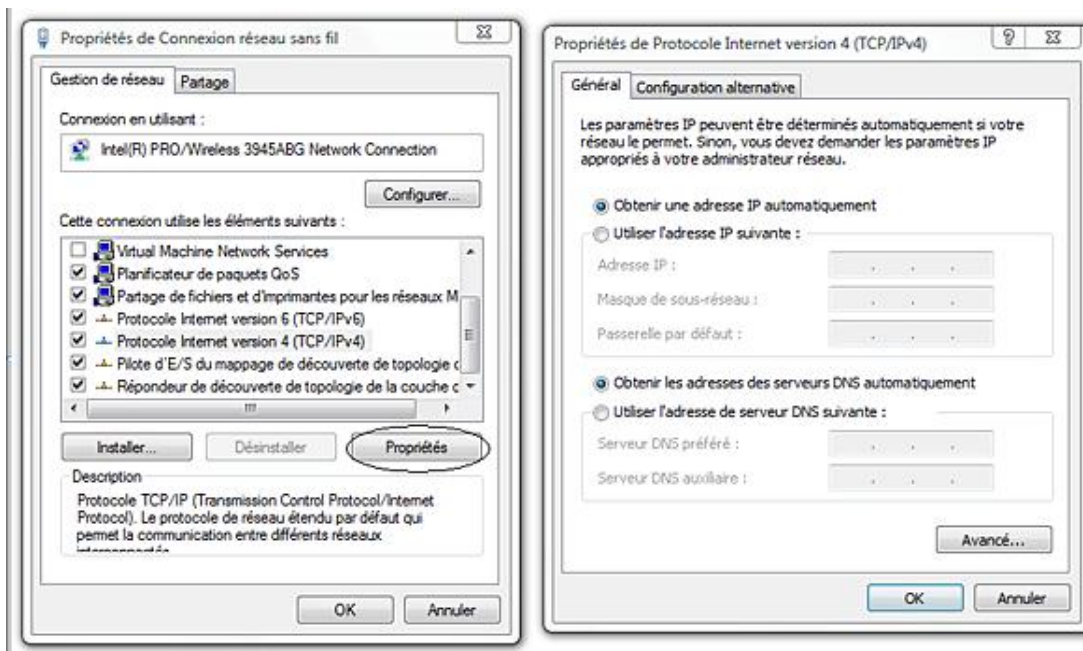 Propriétés de Connexion réseau sans fil
Gestion de réseau Partage
Connexion en utilisant :
Intel(R) PRO/Wireless 3945ABG Network Connection
Configurer...
Cette connexion utilise les éléments suivants :
Virtual Machine Network Services
Planificateur de paquets QoS
Partage de fichiers et d'imprimantes pour les réseaux M
Protocole Internet version 6 (TCP/IPv6)
Protocole Internet version 4 (TCP/IPv4)
Pilote d'E/S du mappage de découverte de topologie c
Répondeur de découverte de topologie de la couche c
Installer... Désinstaller Propriétés
Description
Protocole TCP/IP (Transmission Control Protocol/Internet
Protocol). Le protocole de réseau étendu par défaut qui
permet la communication entre différents réseaux
OK Annuler
Propriétés de Protocole Internet version 4 (TCP/IPv4)
Général Configuration alternative
Les paramètres IP peuvent être déterminés automatiquement si votre
réseau le permet. Sinon, vous devez demander les paramètres IP
appropriés à votre administrateur réseau.
Obtenir une adresse IP automatiquement
Utiliser l'adresse IP suivante :
Adresse IP :
Masque de sous-réseau :
Passerelle par défaut :
Obtenir les adresses des serveurs DNS automatiquement
Utiliser l'adresse de serveur DNS suivante :
Serveur DNS préféré :
Serveur DNS auxiliaire :
Avancé...
OK Annuler